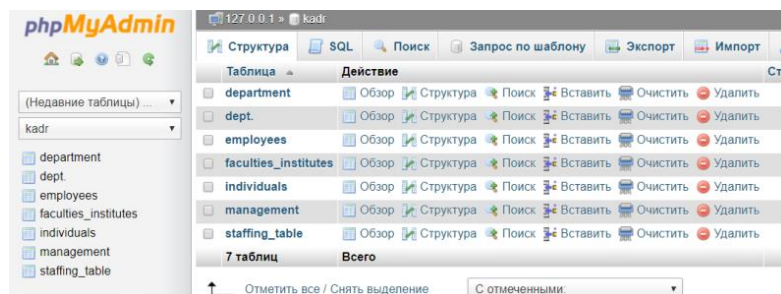 phpMyAdmin
(Недавние таблицы) ...
kadr
department
dept.
employees
faculties_institutes
individuals
management
staffing_table
127.0.0.1 » kadr
Структура SQL Поиск Запрос по шаблону Экспорт Импорт
Таблица Действие Ст
department Обзор Структура Поиск Вставить Очистить Удалить
dept. Обзор Структура Поиск Вставить Очистить Удалить
employees Обзор Структура Поиск Вставить Очистить Удалить
faculties_institutes Обзор Структура Поиск Вставить Очистить Удалить
individuals Обзор Структура Поиск Вставить Очистить Удалить
management Обзор Структура Поиск Вставить Очистить Удалить
staffing_table Обзор Структура Поиск Вставить Очистить Удалить
7 таблиц Всего
Отметить все / Снять выделение С отмеченными: